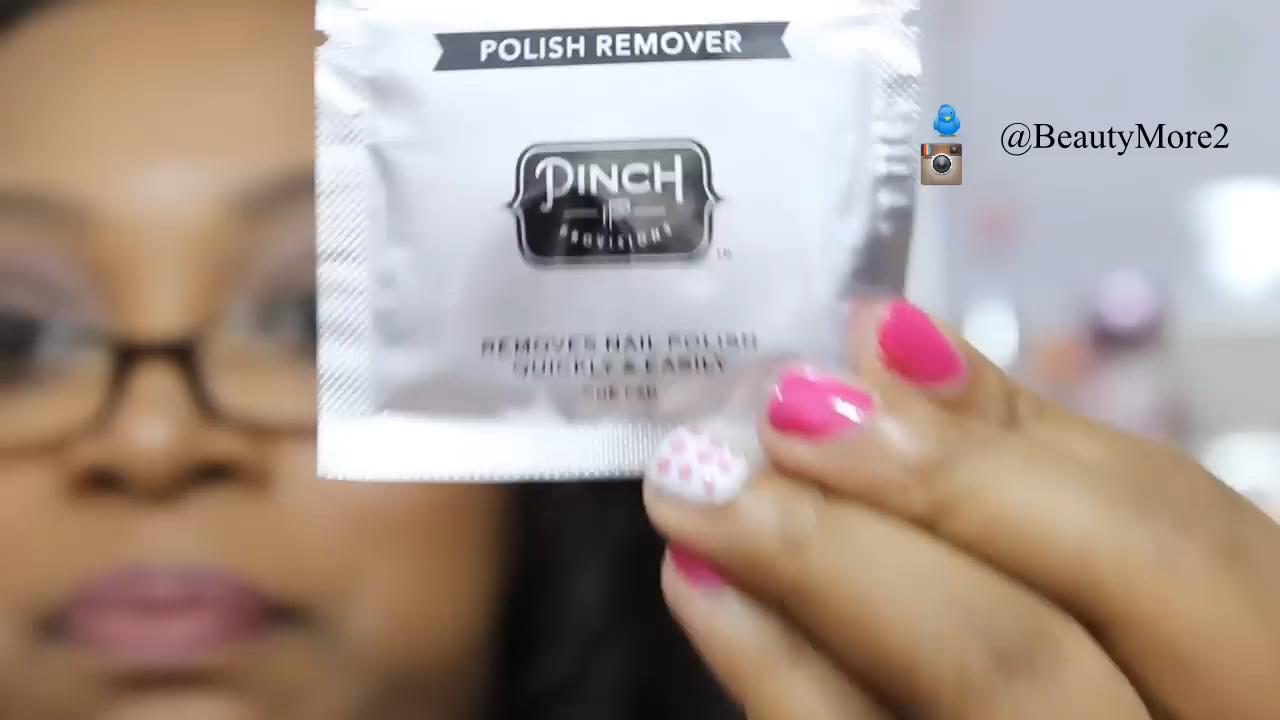 POLISH REMOVER
@BeautyMore2
PINCH
PROVISIONS
REMOVES NAIL POLISH
QUICKLY & EASILY